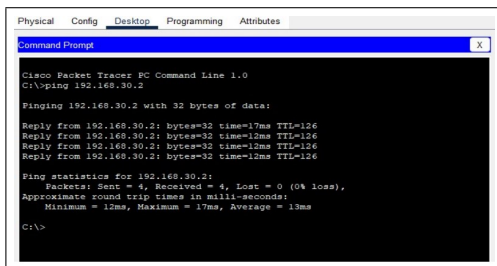 Physical Config Desktop Programming Attributes
Command Prompt X
Cisco Packet Tracer PC Command Line 1.0
C:\>ping 192.168.30.2
Pinging 192.168.30.2 with 32 bytes of data:
Reply from 192.168.30.2: bytes=32 time=17ms TTL=126
Reply from 192.168.30.2: bytes=32 time=12ms TTL=126
Reply from 192.168.30.2: bytes=32 time=12ms TTL=126
Reply from 192.168.30.2: bytes=32 time=12ms TTL=126
Ping statistics for 192.168.30.2:
Packets: Sent = 4, Received = 4, Lost = 0 (0% loss),
Approximate round trip times in milli-seconds:
Minimum = 12ms, Maximum = 17ms, Average = 13ms
C:\>